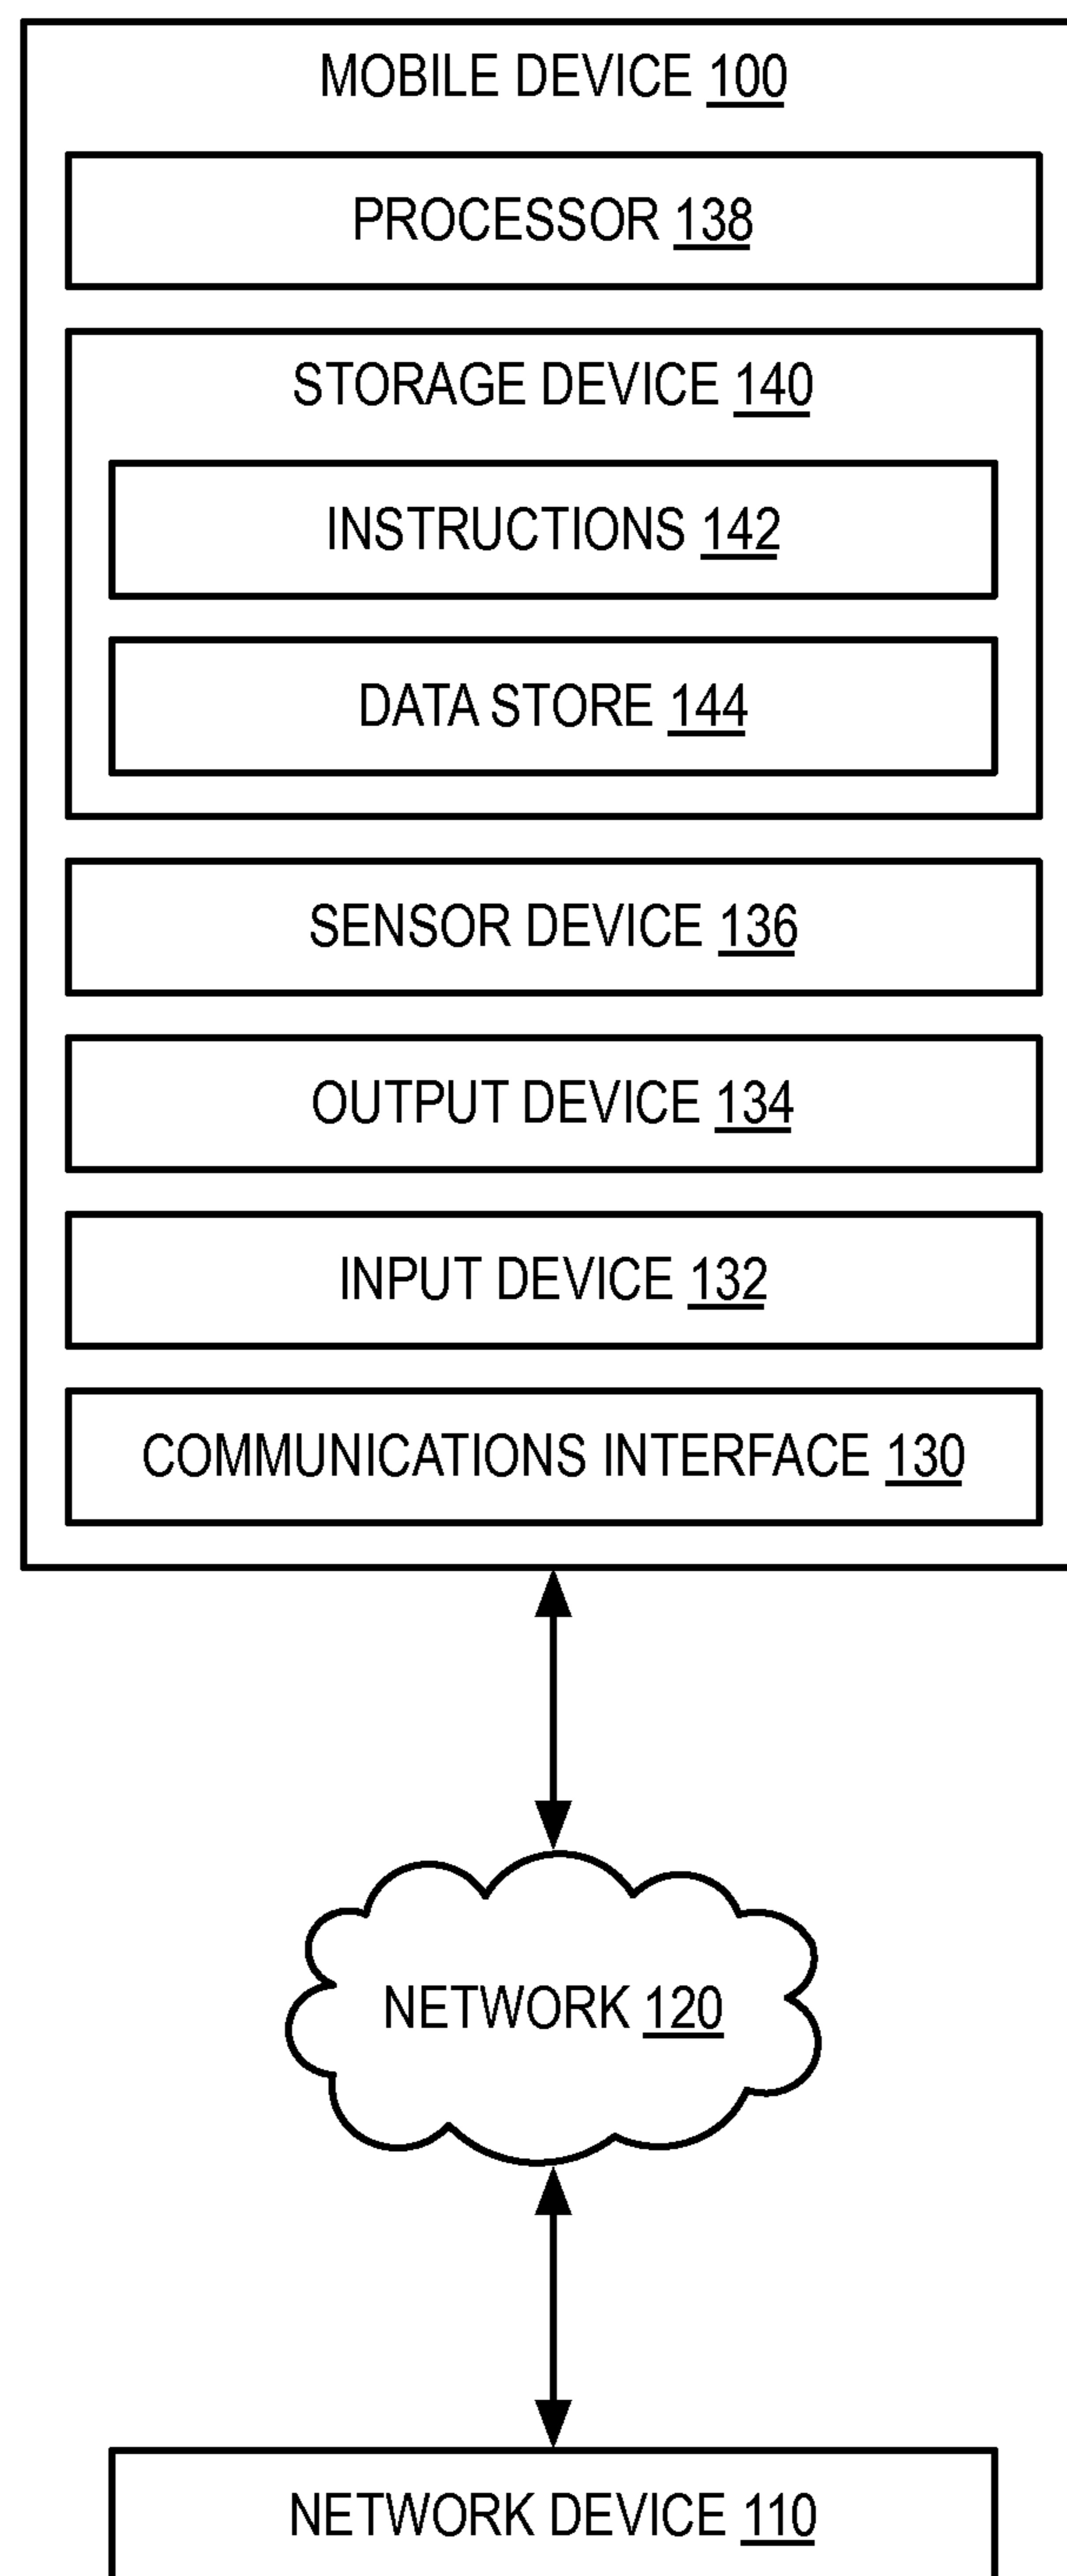 MOBILE DEVICE 100
PROCESSOR 138
STORAGE DEVICE 140
INSTRUCTIONS 142
DATA STORE 144
SENSOR DEVICE 136
OUTPUT DEVICE 134
INPUT DEVICE 132
COMMUNICATIONS INTERFACE 130
NETWORK 120
NETWORK DEVICE 110